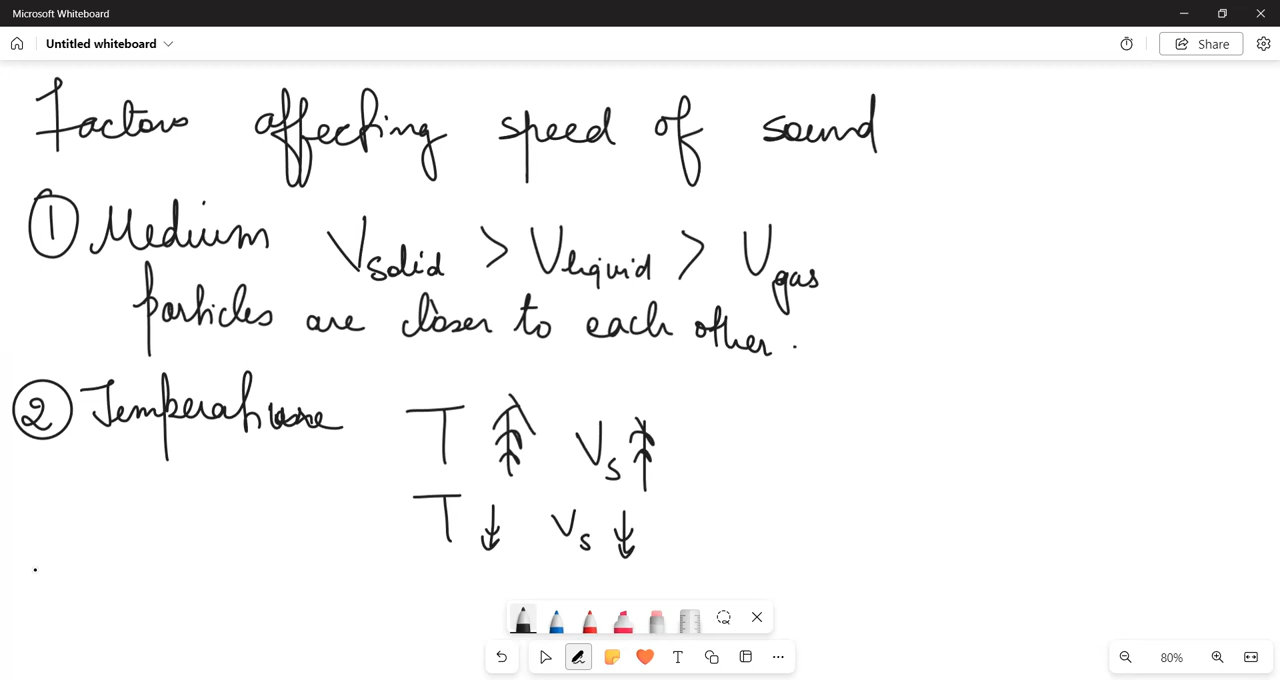 Microsoft Whiteboard
Untitled whiteboard
Share
Factors affecting speed of sound
① Medium Vsolid > Vliquid > Vgas
particles are closer to each other.
② Temperature T ↑ Vs ↑
T ↓ Vs ↓
80%